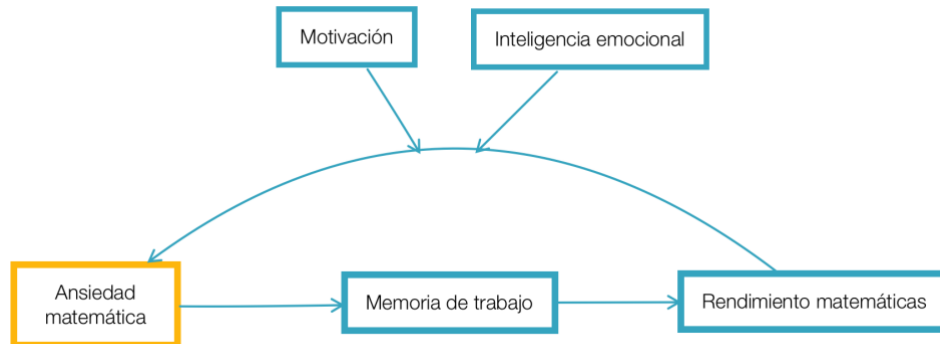 Motivación
Inteligencia emocional
Ansiedad
matemática
Memoria de trabajo
Rendimiento matemáticas